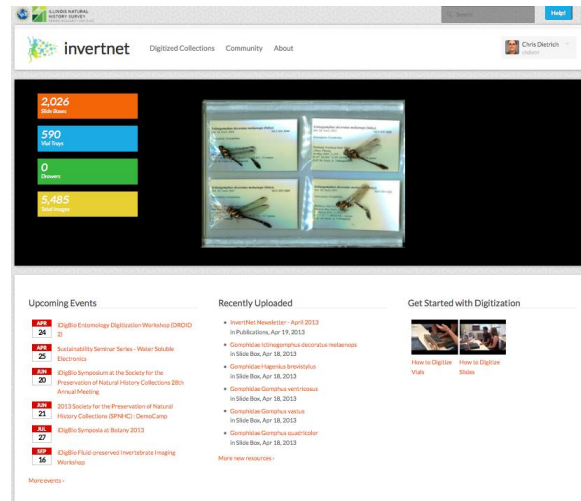 ILLINOIS NATURAL
HISTORY SURVEY
Search
Help!
invertnet
Digitized Collections
Community
About
Chris Dietrich
2,026
Slide Boxes
590
Vial Trays
0
Drawers
5,485
Total Images
Upcoming Events
APR
24
iDigBio Entomology Digitization Workshop (DROID
2)
APR
25
Sustainability Seminar Series - Water Soluble
Electronics
JUN
20
iDigBio Symposium at the Society for the
Preservation of Natural History Collections 28th
Annual Meeting
JUN
21
2013 Society for the Preservation of Natural
History Collections (SPNHC) : DemoCamp
JUL
27
iDigBio Symposia at Botany 2013
SEP
16
iDigBio Fluid-preserved Invertebrate Imaging
Workshop
More events ›
Recently Uploaded
InvertNet Newsletter - April 2013
in Publications, Apr 19, 2013
Gomphidae Ictinogomphus decoratus melaenops
in Slide Box, Apr 18, 2013
Gomphidae Hagenius brevistylus
in Slide Box, Apr 18, 2013
Gomphidae Gomphus ventricosus
in Slide Box, Apr 18, 2013
Gomphidae Gomphus vastus
in Slide Box, Apr 18, 2013
Gomphidae Gomphus quadricolor
in Slide Box, Apr 18, 2013
More new resources ›
Get Started with Digitization
How to Digitize
Vials
How to Digitize
Slides